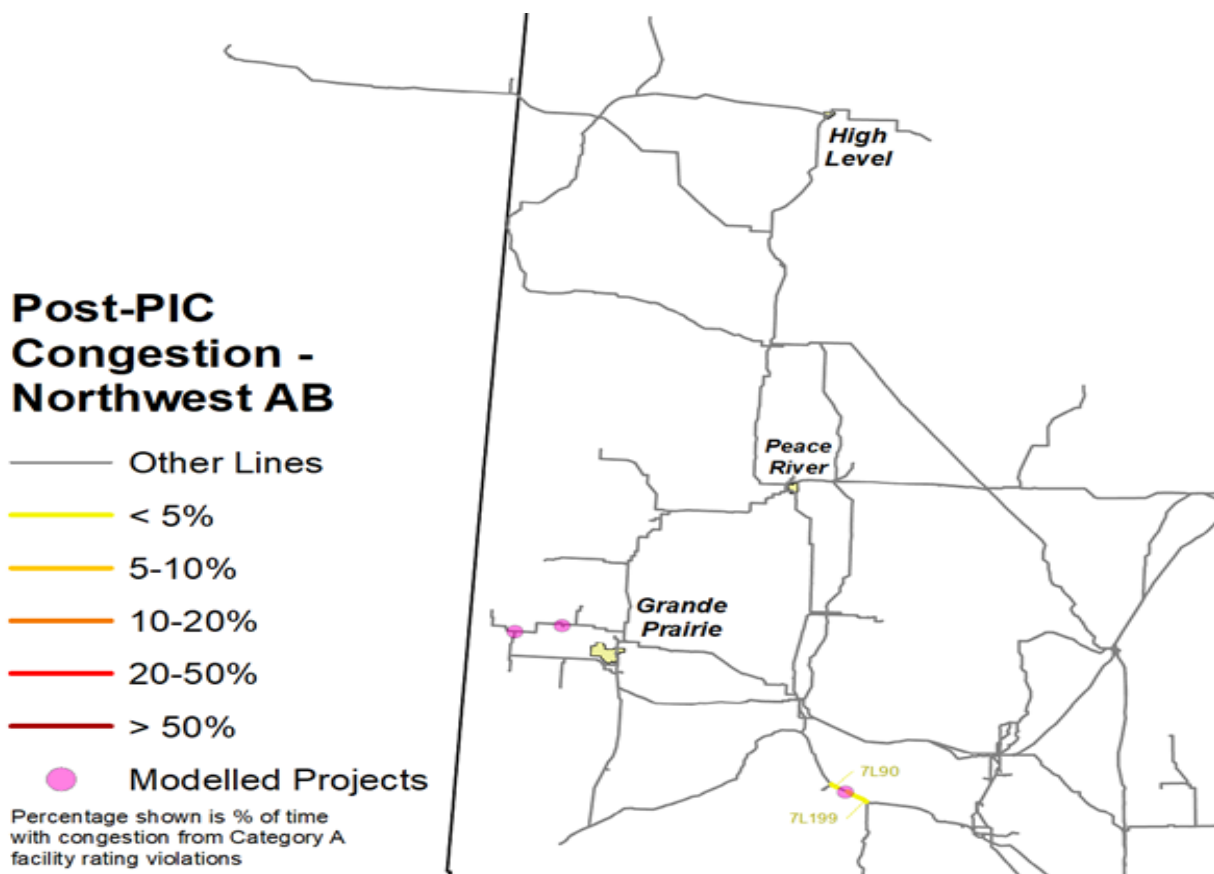 Post-PIC
Congestion -
Northwest AB
Other Lines
< 5%
5-10%
10-20%
20-50%
> 50%
Modelled Projects
Percentage shown is % of time
with congestion from Category A
facility rating violations
High
Level
Peace
River
Grande
Prairie
7L90
7L199